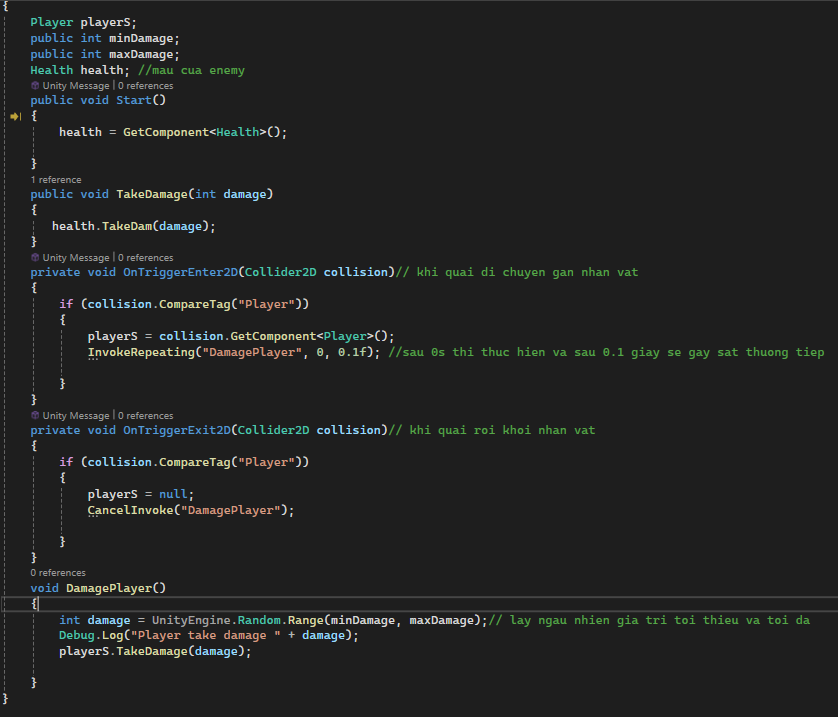 {
Player playerS;
public int minDamage;
public int maxDamage;
Health health; //mau cua enemy
Unity Message | 0 references
public void Start()
{
health = GetComponent<Health>();
}
1 reference
public void TakeDamage(int damage)
{
health.TakeDam(damage);
}
Unity Message | 0 references
private void OnTriggerEnter2D(Collider2D collision)// khi quai di chuyen gan nhan vat
{
if (collision.CompareTag("Player"))
{
playerS = collision.GetComponent<Player>();
InvokeRepeating("DamagePlayer", 0, 0.1f); //sau 0s thi thuc hien va sau 0.1 giay se gay sat thuong tiep
}
}
Unity Message | 0 references
private void OnTriggerExit2D(Collider2D collision)// khi quai roi khoi nhan vat
{
if (collision.CompareTag("Player"))
{
playerS = null;
CancelInvoke("DamagePlayer");
}
}
0 references
void DamagePlayer()
{
int damage = UnityEngine.Random.Range(minDamage, maxDamage);// lay ngau nhien gia tri toi thieu va toi da
Debug.Log("Player take damage " + damage);
playerS.TakeDamage(damage);
}
}